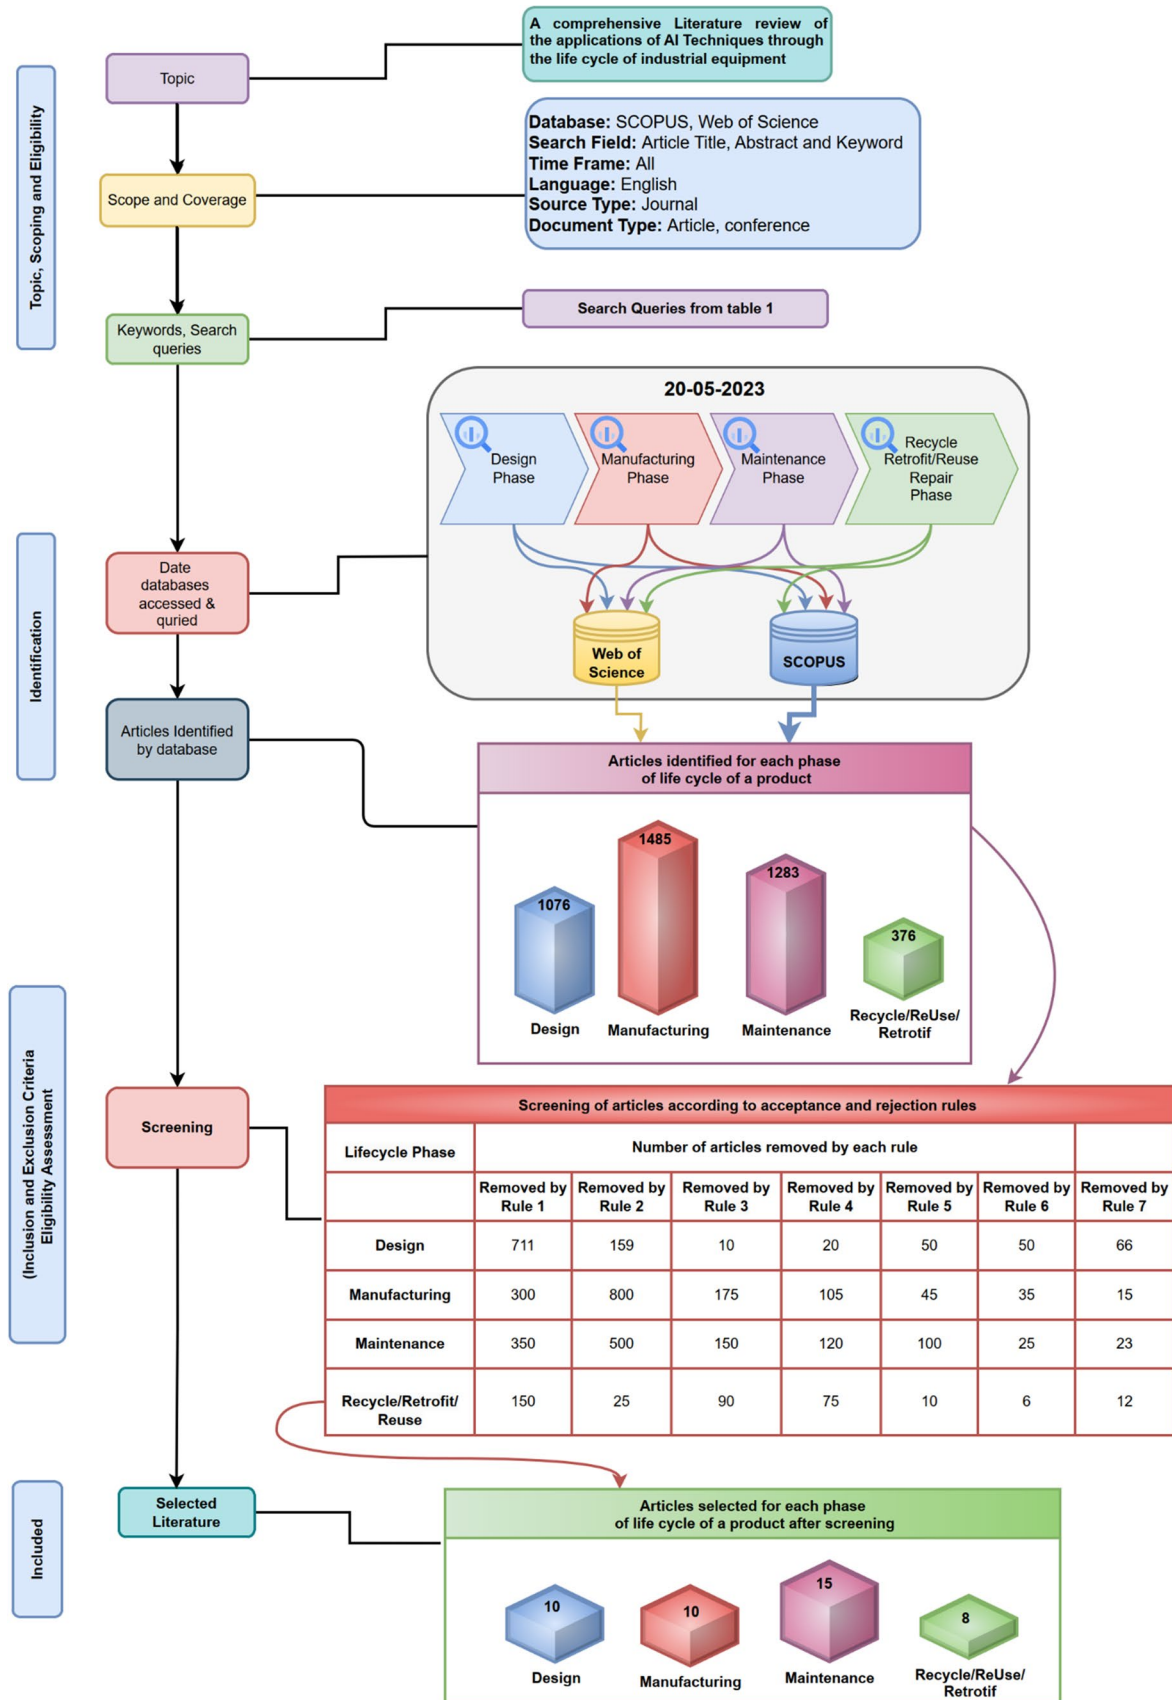 Topic, Scoping and Eligibility
Topic
A comprehensive Literature review of
the applications of AI Techniques through
the life cycle of industrial equipment
Scope and Coverage
Database: SCOPUS, Web of Science
Search Field: Article Title, Abstract and Keyword
Time Frame: All
Language: English
Source Type: Journal
Document Type: Article, conference
Keywords, Search
queries
Search Queries from table 1
Identification
Date
databases
accessed &
quried
20-05-2023
Design
Phase
Manufacturing
Phase
Maintenance
Phase
Recycle
Retrofit/Reuse
Repair
Phase
Web of
Science
SCOPUS
Articles Identified
by database
Articles identified for each phase
of life cycle of a product
1076
1485
1283
376
Design
Manufacturing
Maintenance
Recycle/ReUse/
Retrotif
(Inclusion and Exclusion Criteria
Eligibility Assessment
Screening
Screening of articles according to acceptance and rejection rules
Lifecycle Phase
Number of articles removed by each rule
Removed by
Rule 1
Removed by
Rule 2
Removed by
Rule 3
Removed by
Rule 4
Removed by
Rule 5
Removed by
Rule 6
Removed by
Rule 7
Design 711 159 10 20 50 50 66
Manufacturing 300 800 175 105 45 35 15
Maintenance 350 500 150 120 100 25 23
Recycle/Retrofit/
Reuse
150 25 90 75 10 6 12
Included
Selected
Literature
Articles selected for each phase
of life cycle of a product after screening
10
10
15
8
Design
Manufacturing
Maintenance
Recycle/ReUse/
Retrotif